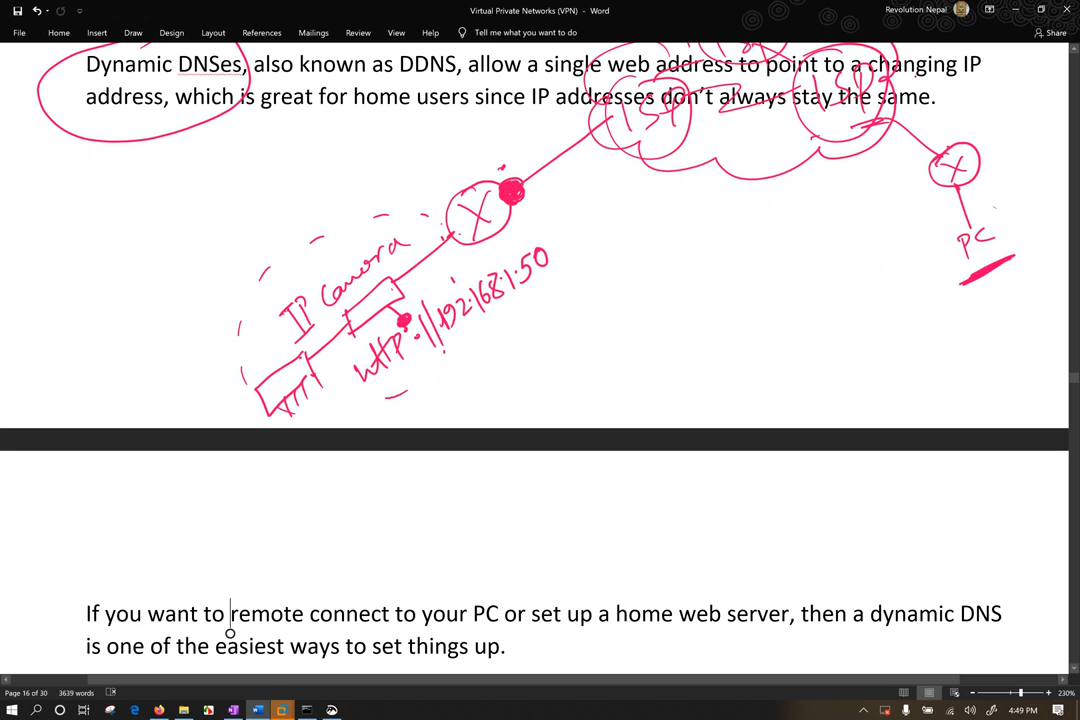 Virtual Private Networks (VPN) - Word
Revolution Nepal
File Home Insert Draw Design Layout References Mailings Review View Help Tell me what you want to do Share
Dynamic DNSes, also known as DDNS, allow a single web address to point to a changing IP
address, which is great for home users since IP addresses don't always stay the same.
ISP ISP
X
X
PC
IP Camera
http://192.168.1.50
If you want to remote connect to your PC or set up a home web server, then a dynamic DNS
is one of the easiest ways to set things up.
Page 16 of 30 3639 words 230%
4:49 PM